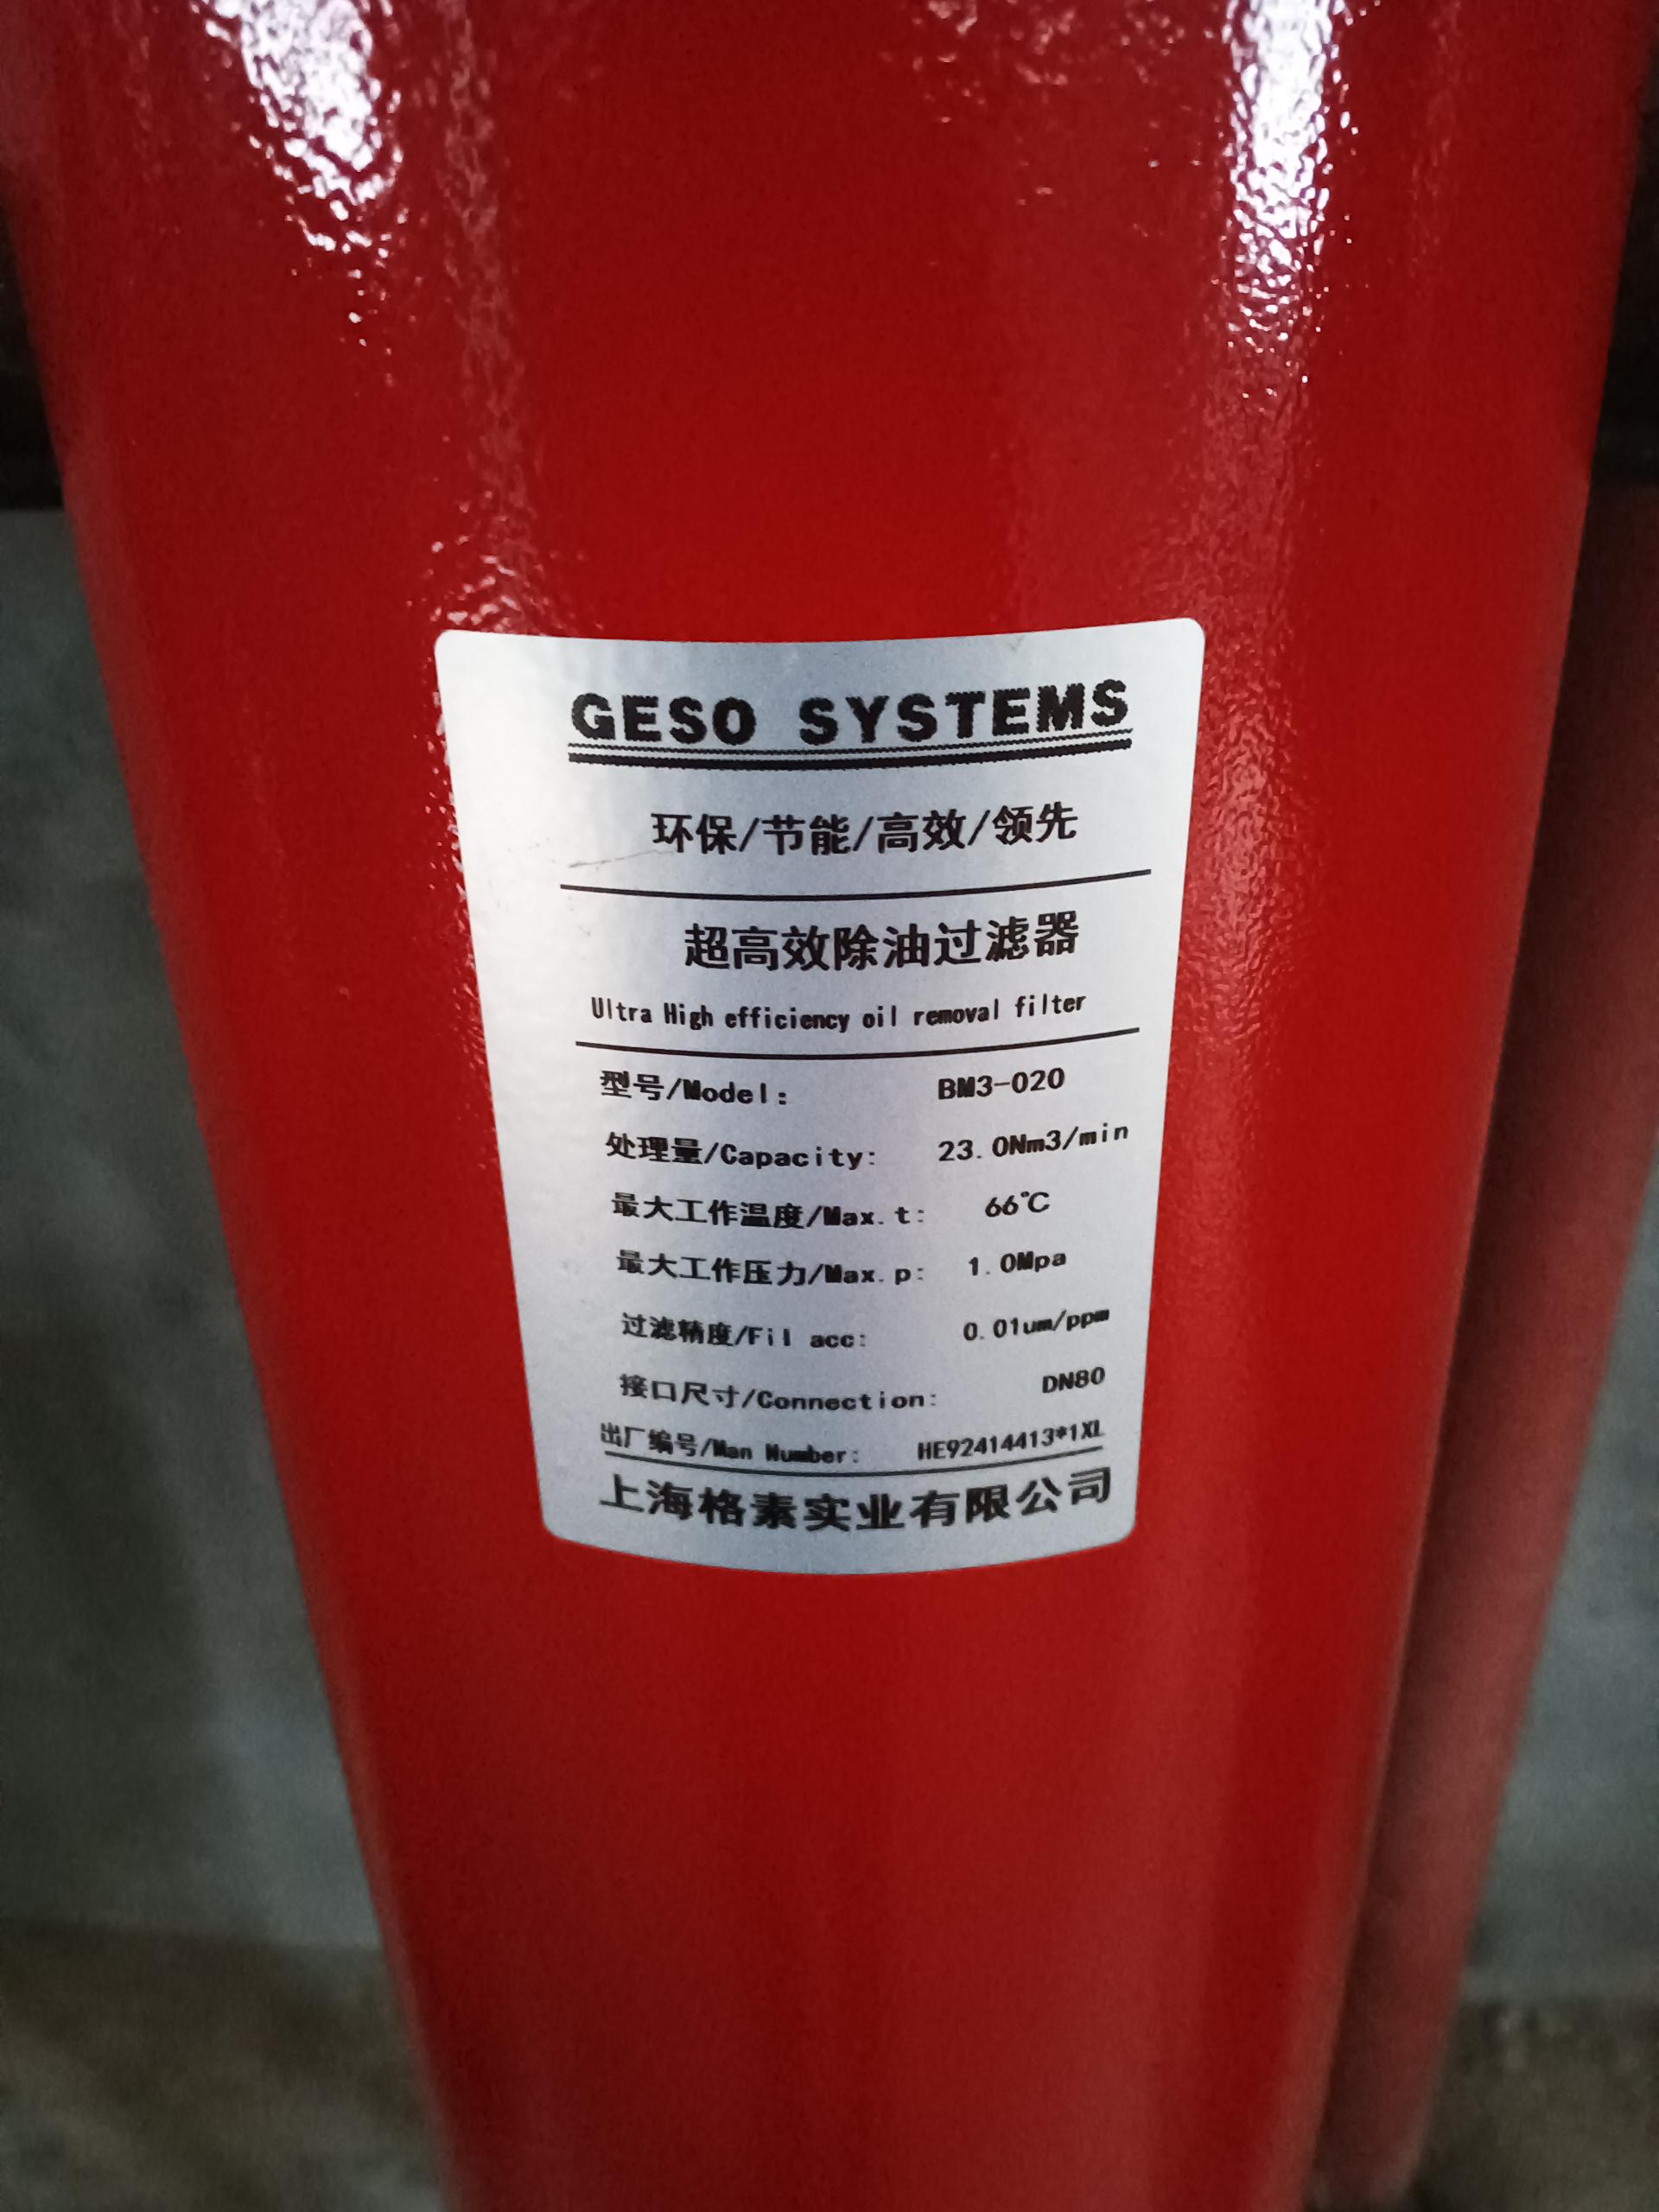 GESO SYSTEMS
环保/节能/高效/领先
超高效除油过滤器
Ultra High efficiency oil removal filter
型号/Model: BM3-020
处理量/Capacity: 23.0Nm3/min
最大工作温度/Max.t: 66℃
最大工作压力/Max.p: 1.0Mpa
过滤精度/Fil acc: 0.01um/ppm
接口尺寸/Connection: DN80
出厂编号/Man Number: HE92414413*1XL
上海格素实业有限公司